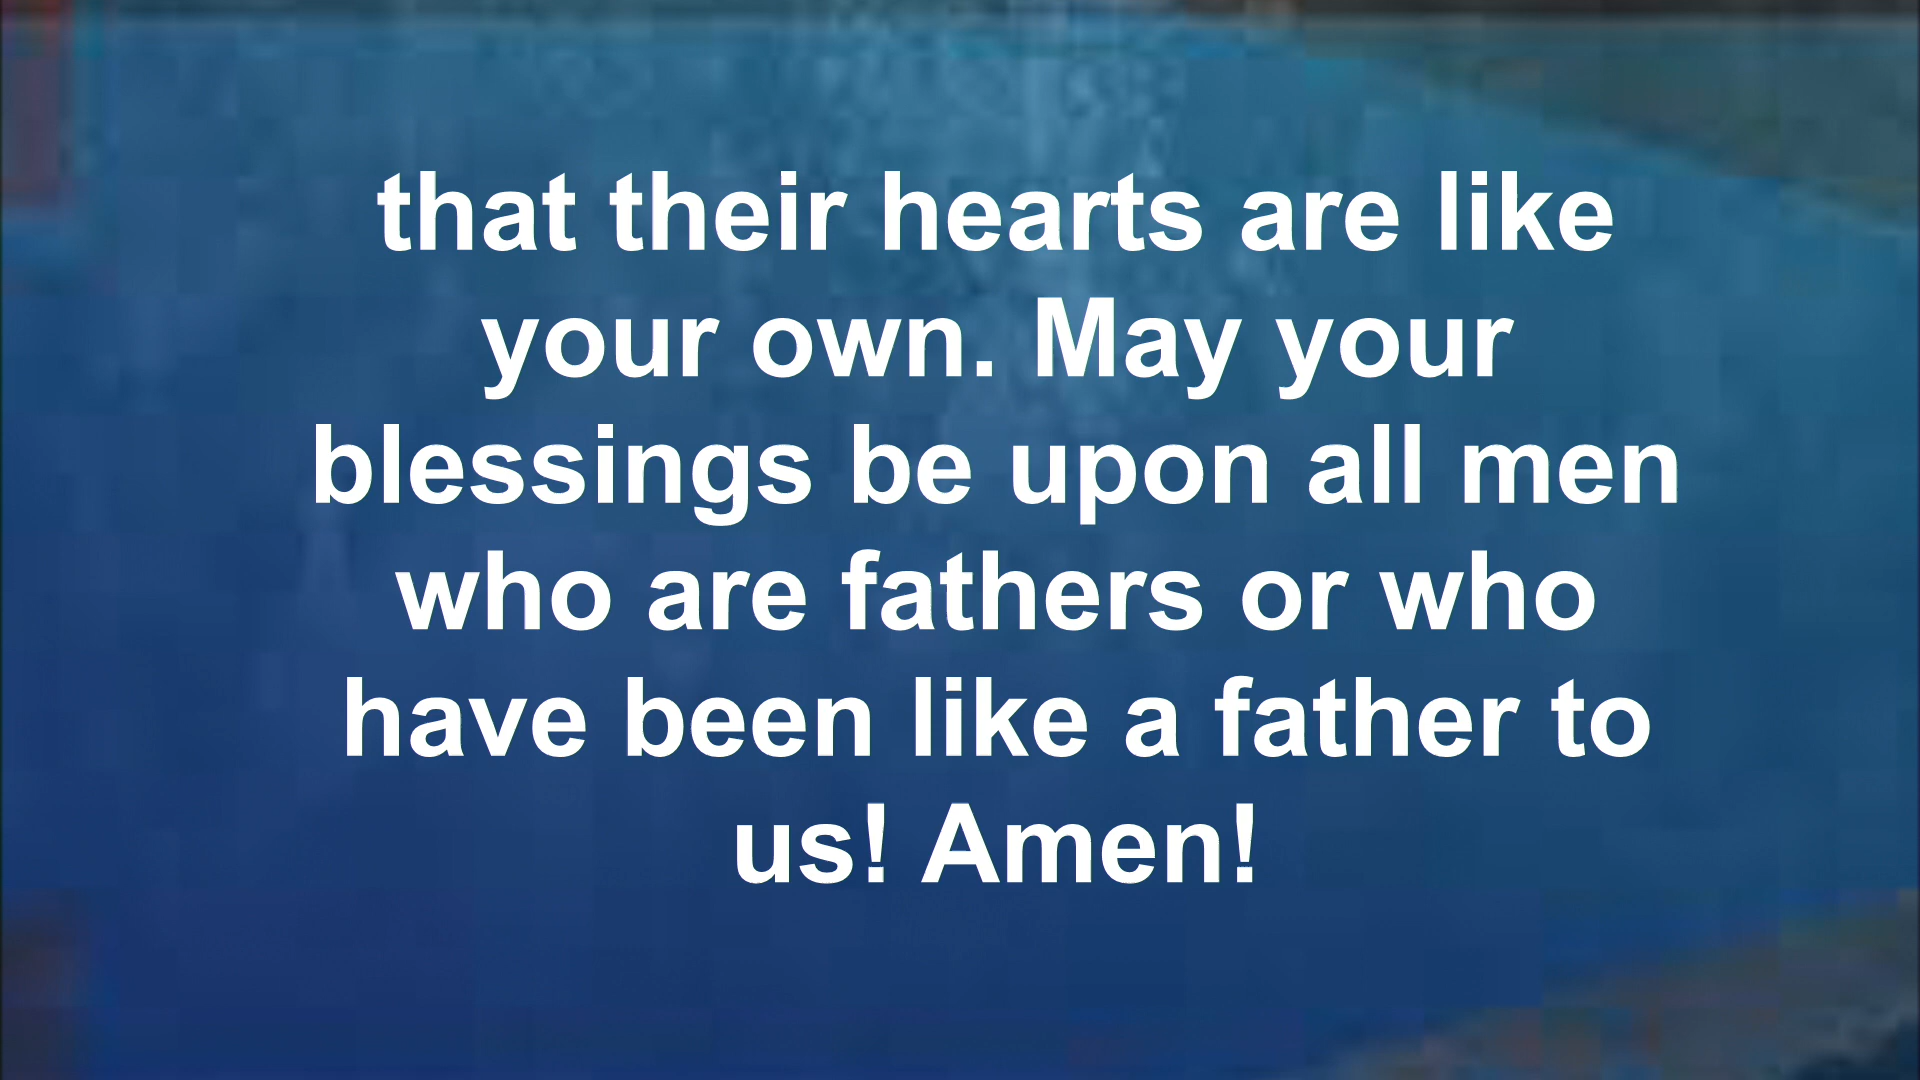 that their hearts are like
your own. May your
blessings be upon all men
who are fathers or who
have been like a father to
us! Amen!